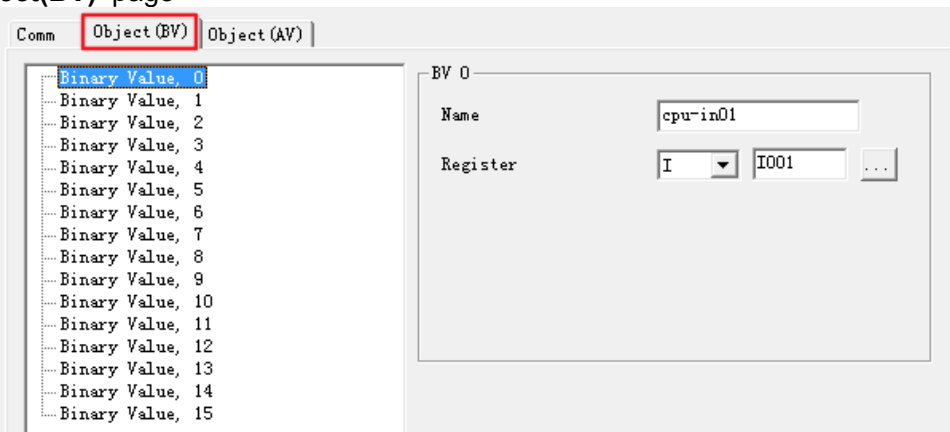 ect(BV)" page
Comm Object(BV) Object(AV)
Binary Value, 0
Binary Value, 1
Binary Value, 2
Binary Value, 3
Binary Value, 4
Binary Value, 5
Binary Value, 6
Binary Value, 7
Binary Value, 8
Binary Value, 9
Binary Value, 10
Binary Value, 11
Binary Value, 12
Binary Value, 13
Binary Value, 14
Binary Value, 15
BV 0
Name cpu-in01
Register I I001 ...